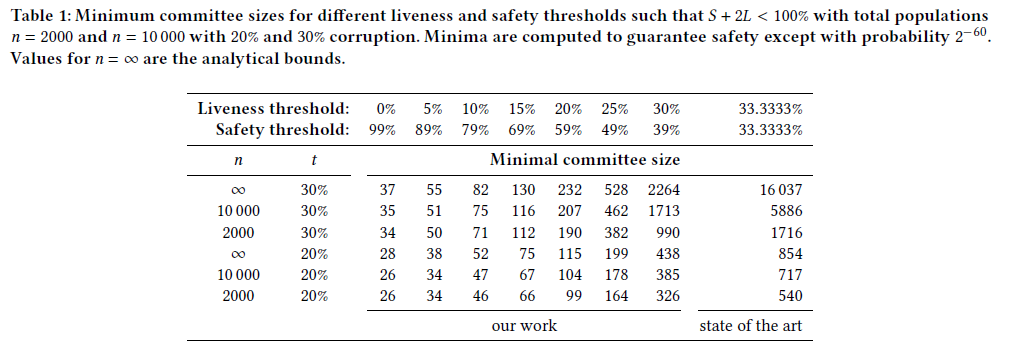 Table 1: Minimum committee sizes for different liveness and safety thresholds such that S + 2L < 100% with total populations
n = 2000 and n = 10 000 with 20% and 30% corruption. Minima are computed to guarantee safety except with probability 2⁻⁶⁰.
Values for n = ∞ are the analytical bounds.
Liveness threshold: 0% 5% 10% 15% 20% 25% 30% 33.3333%
Safety threshold: 99% 89% 79% 69% 59% 49% 39% 33.3333%
n t Minimal committee size
∞ 30% 37 55 82 130 232 528 2264 16 037
10 000 30% 35 51 75 116 207 462 1713 5886
2000 30% 34 50 71 112 190 382 990 1716
∞ 20% 28 38 52 75 115 199 438 854
10 000 20% 26 34 47 67 104 178 385 717
2000 20% 26 34 46 66 99 164 326 540
our work state of the art